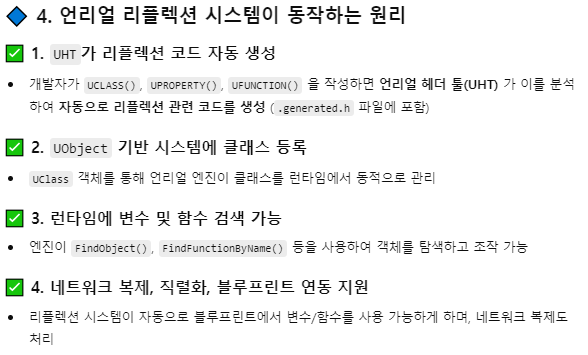 🔷 4. 언리얼 리플렉션 시스템이 동작하는 원리
✅ 1. UHT가 리플렉션 코드 자동 생성
• 개발자가 UCLASS(), UPROPERTY(), UFUNCTION() 을 작성하면 언리얼 헤더 툴(UHT) 가 이를 분석
하여 자동으로 리플렉션 관련 코드를 생성 (.generated.h 파일에 포함)
✅ 2. UObject 기반 시스템에 클래스 등록
• UClass 객체를 통해 언리얼 엔진이 클래스를 런타임에서 동적으로 관리
✅ 3. 런타임에 변수 및 함수 검색 가능
• 엔진이 FindObject(), FindFunctionByName() 등을 사용하여 객체를 탐색하고 조작 가능
✅ 4. 네트워크 복제, 직렬화, 블루프린트 연동 지원
• 리플렉션 시스템이 자동으로 블루프린트에서 변수/함수를 사용 가능하게 하며, 네트워크 복제도
처리